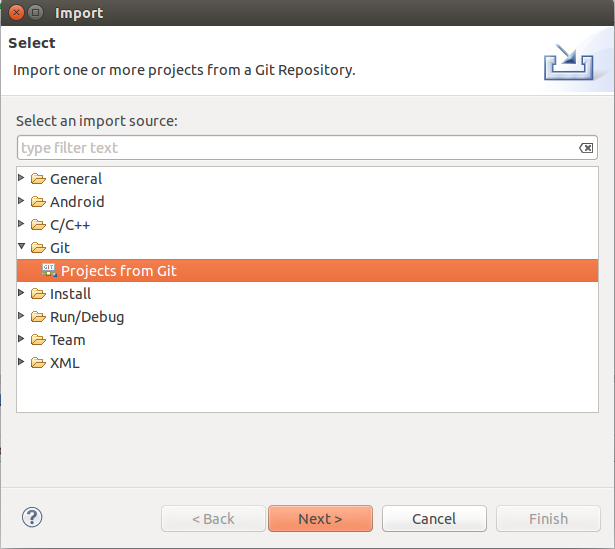 Import
Select
Import one or more projects from a Git Repository.
Select an import source:
type filter text
General
Android
C/C++
Git
GIT Projects from Git
Install
Run/Debug
Team
XML
? < Back Next > Cancel Finish